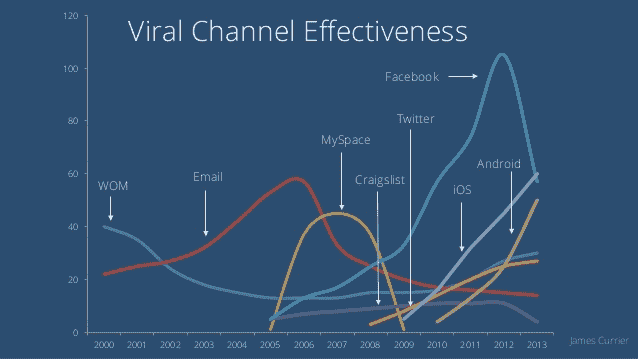 Viral Channel Effectiveness
120
100
80
60
40
20
0
Facebook
Twitter
MySpace
Android
Email
Craigslist
WOM
iOS
2000 2001 2002 2003 2004 2005 2006 2007 2008 2009 2010 2011 2012 2013
James Currier